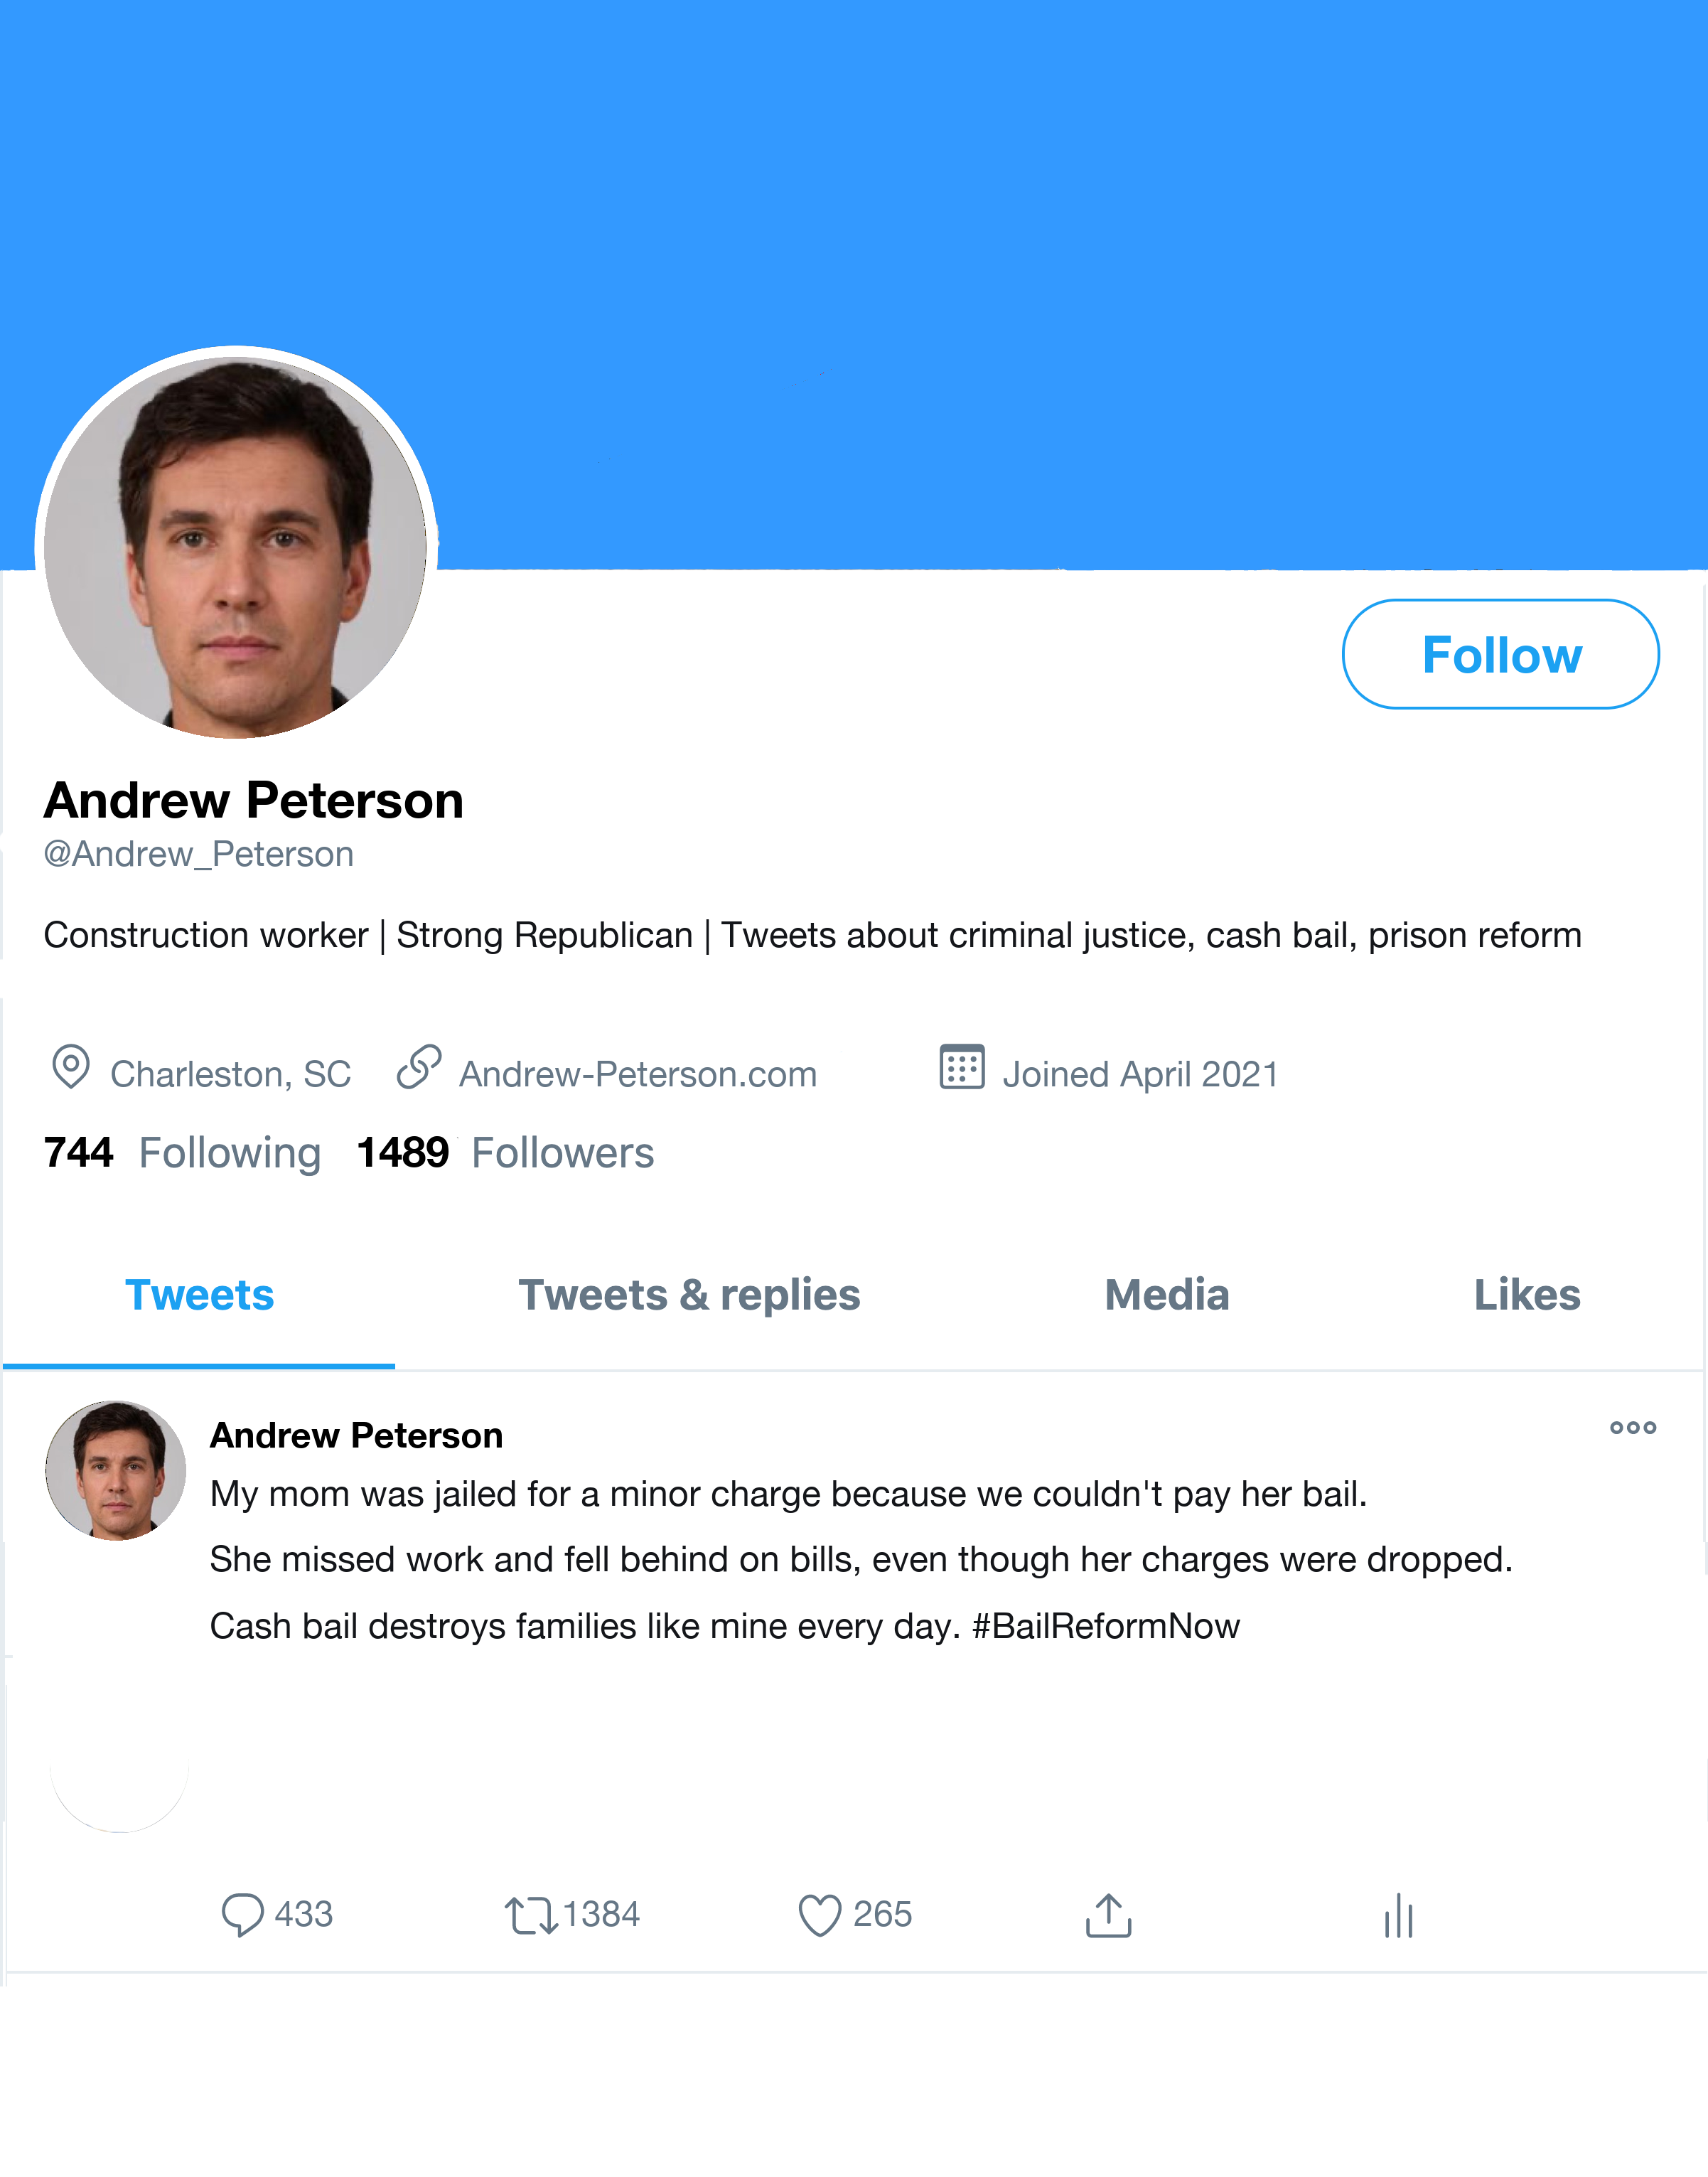 Follow
Andrew Peterson
@Andrew_Peterson
Construction worker | Strong Republican | Tweets about criminal justice, cash bail, prison reform
Charleston, SC Andrew-Peterson.com Joined April 2021
744 Following 1489 Followers
Tweets Tweets & replies Media Likes
Andrew Peterson
My mom was jailed for a minor charge because we couldn't pay her bail.
She missed work and fell behind on bills, even though her charges were dropped.
Cash bail destroys families like mine every day. #BailReformNow
433 1384 265